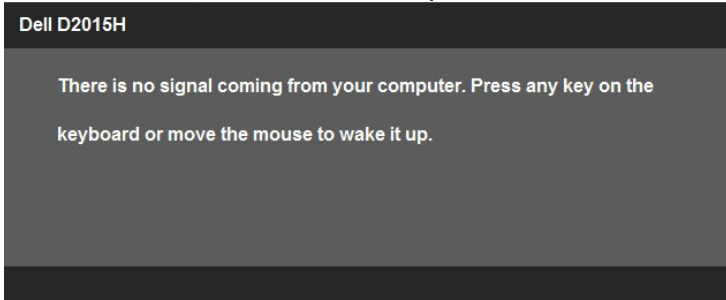 Dell D2015H
There is no signal coming from your computer. Press any key on the
keyboard or move the mouse to wake it up.